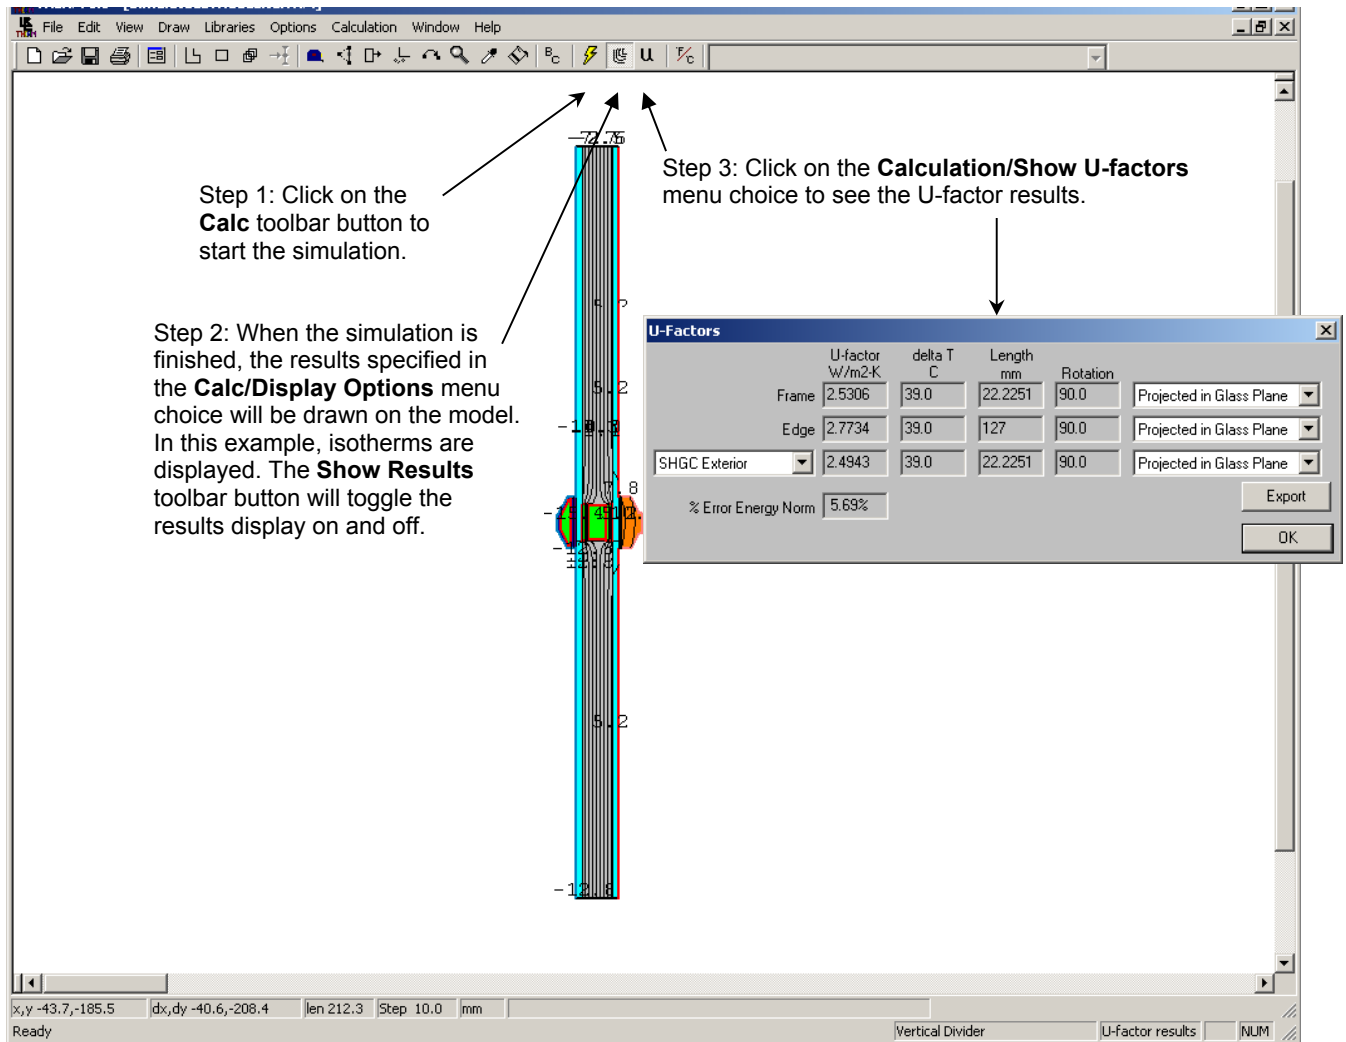 File Edit View Draw Libraries Options Calculation Window Help
Step 1: Click on the
Calc toolbar button to
start the simulation.
Step 2: When the simulation is
finished, the results specified in
the Calc/Display Options menu
choice will be drawn on the model.
In this example, isotherms are
displayed. The Show Results
toolbar button will toggle the
results display on and off.
Step 3: Click on the Calculation/Show U-factors
menu choice to see the U-factor results.
5.2
7.8
5.2
-12.8
U-Factors
U-factor delta T Length
W/m2-K C mm Rotation
Frame 2.5306 39.0 22.2251 90.0 Projected in Glass Plane
Edge 2.7734 39.0 127 90.0 Projected in Glass Plane
SHGC Exterior 2.4943 39.0 22.2251 90.0 Projected in Glass Plane
% Error Energy Norm 5.69%
Export
OK
x,y -43.7,-185.5 dx,dy -40.6,-208.4 len 212.3 Step 10.0 mm
Ready Vertical Divider U-factor results NUM